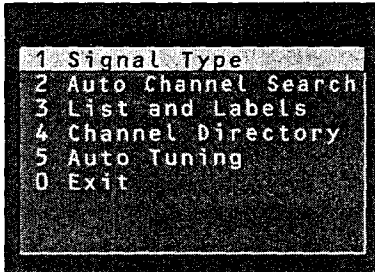 1 Signal Type
2 Auto Channel Search
3 List and Labels
4 Channel Directory
5 Auto Tuning
0 Exit